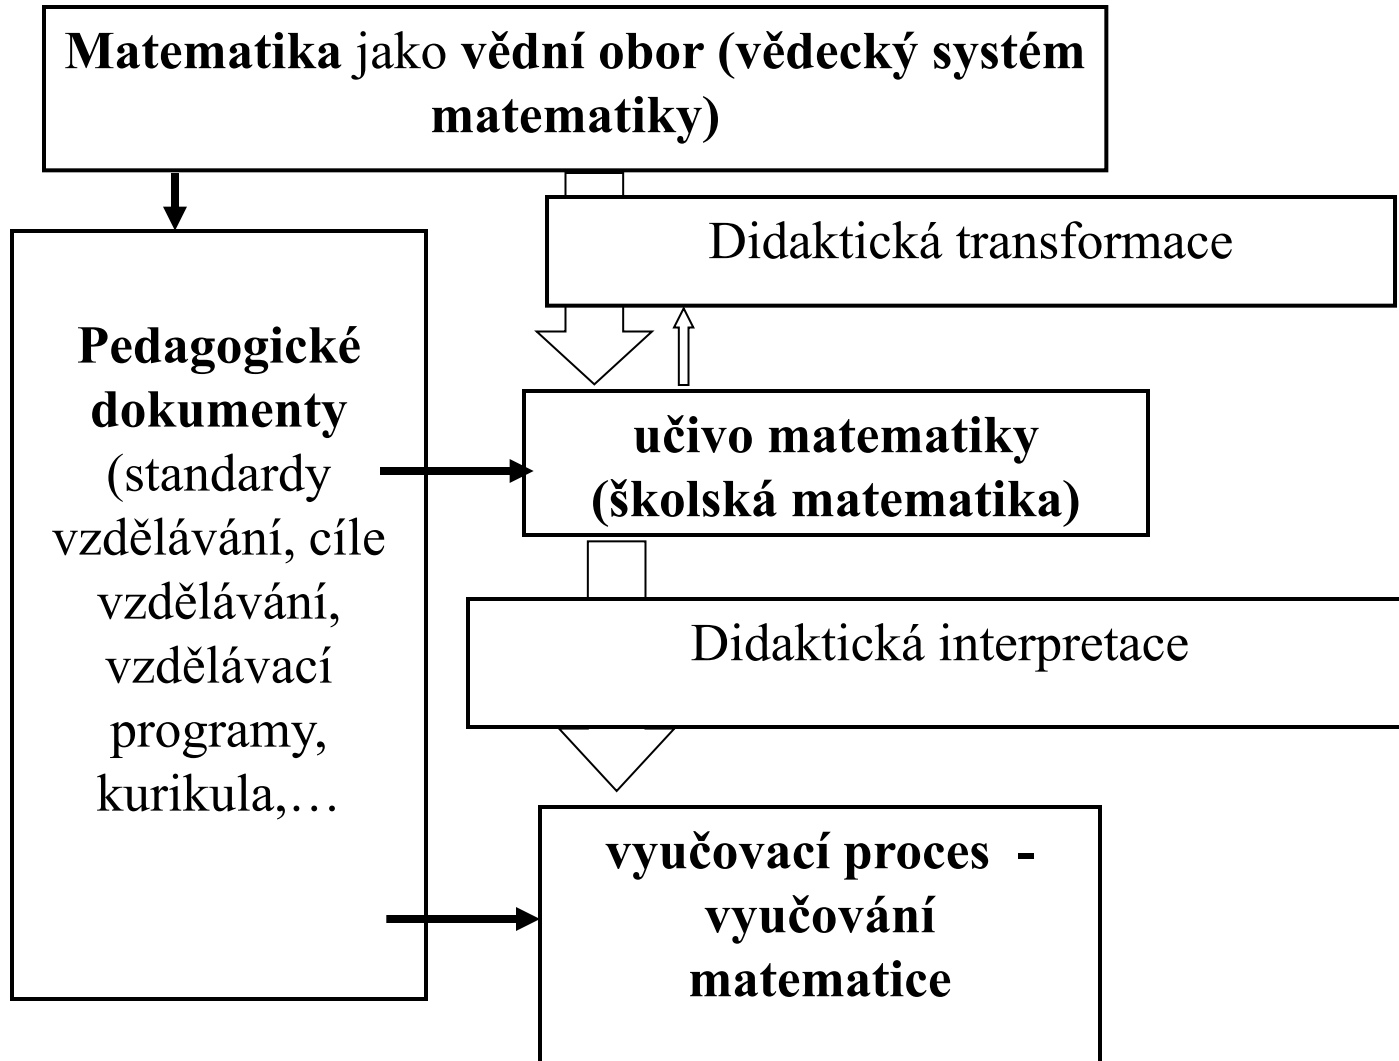 Matematika jako vědní obor (vědecký systém
matematiky)
Didaktická transformace
Pedagogické
dokumenty
(standardy
vzdělávání, cíle
vzdělávání,
vzdělávací
programy,
kurikula,…
učivo matematiky
(školská matematika)
Didaktická interpretace
vyučovací proces -
vyučování
matematice